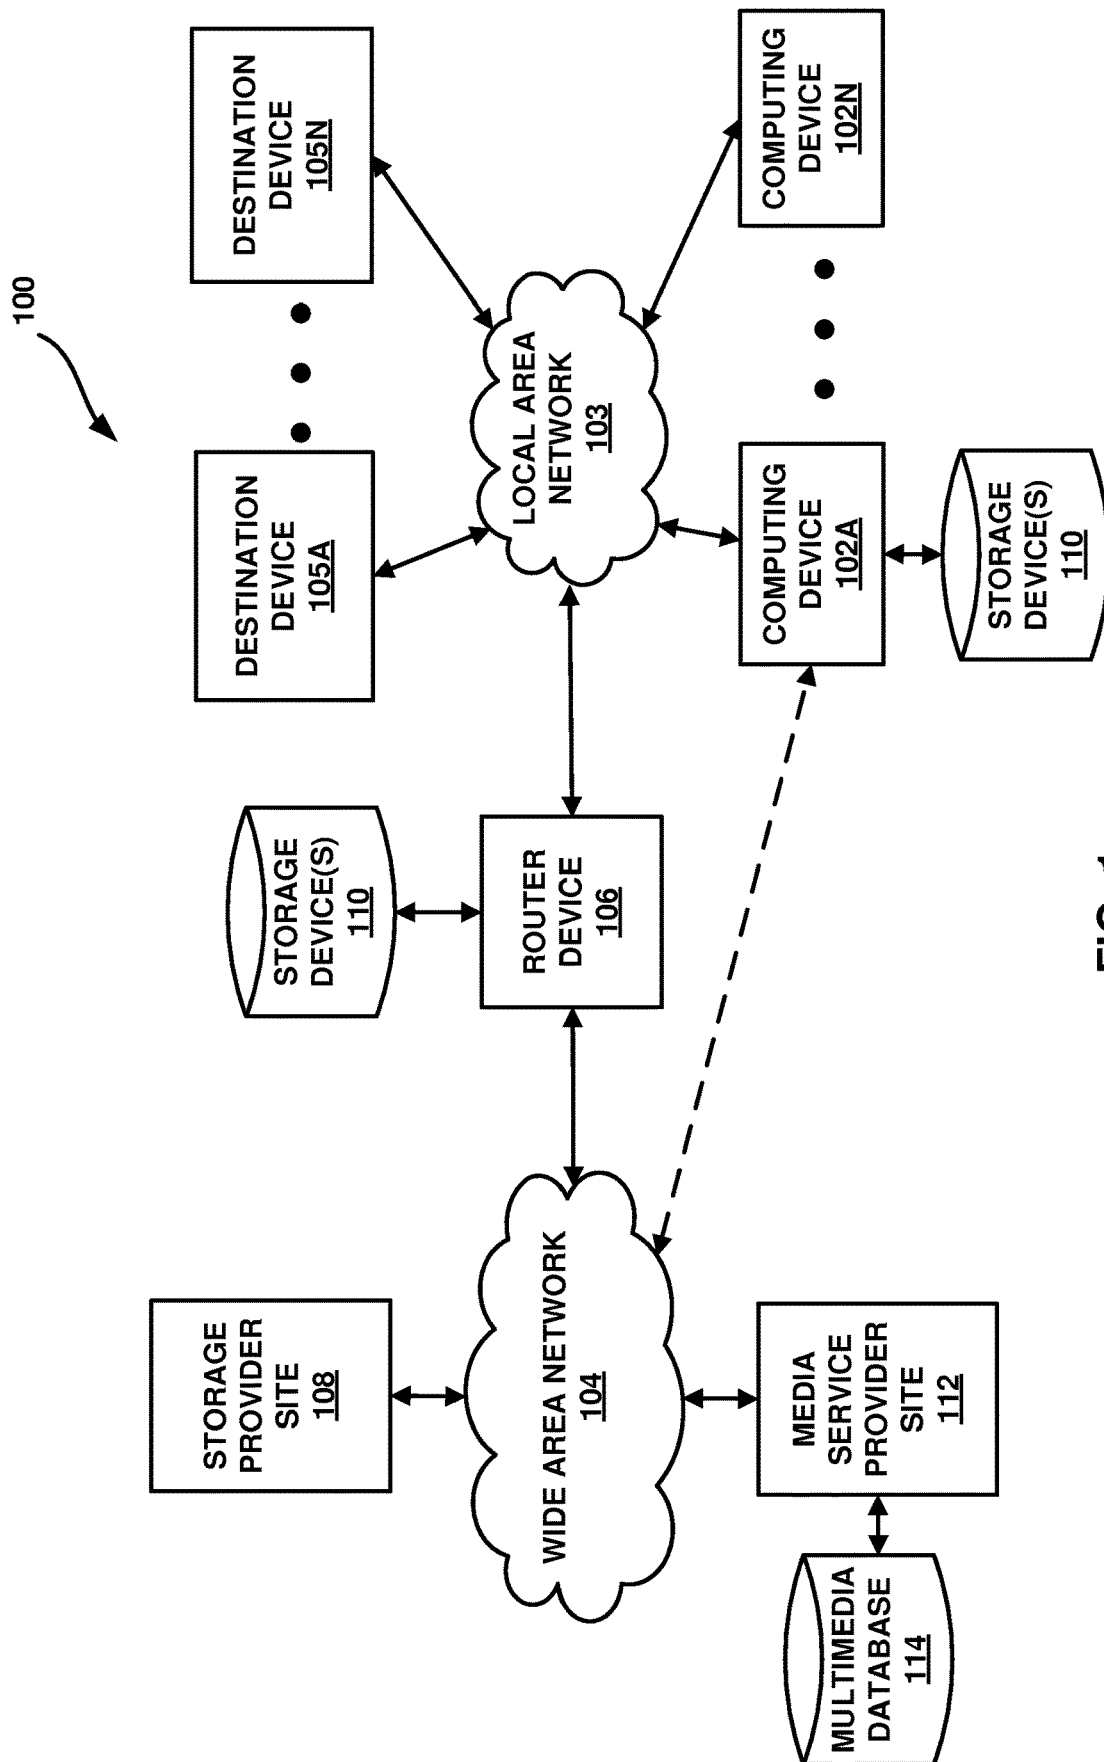 100
STORAGE
PROVIDER
SITE
108
STORAGE
DEVICE(S)
110
DESTINATION
DEVICE
105A
DESTINATION
DEVICE
105N
WIDE AREA NETWORK
104
ROUTER
DEVICE
106
LOCAL AREA
NETWORK
103
MULTIMEDIA
DATABASE
114
MEDIA
SERVICE
PROVIDER
SITE
112
COMPUTING
DEVICE
102A
COMPUTING
DEVICE
102N
STORAGE
DEVICE(S)
110
FIG. 1